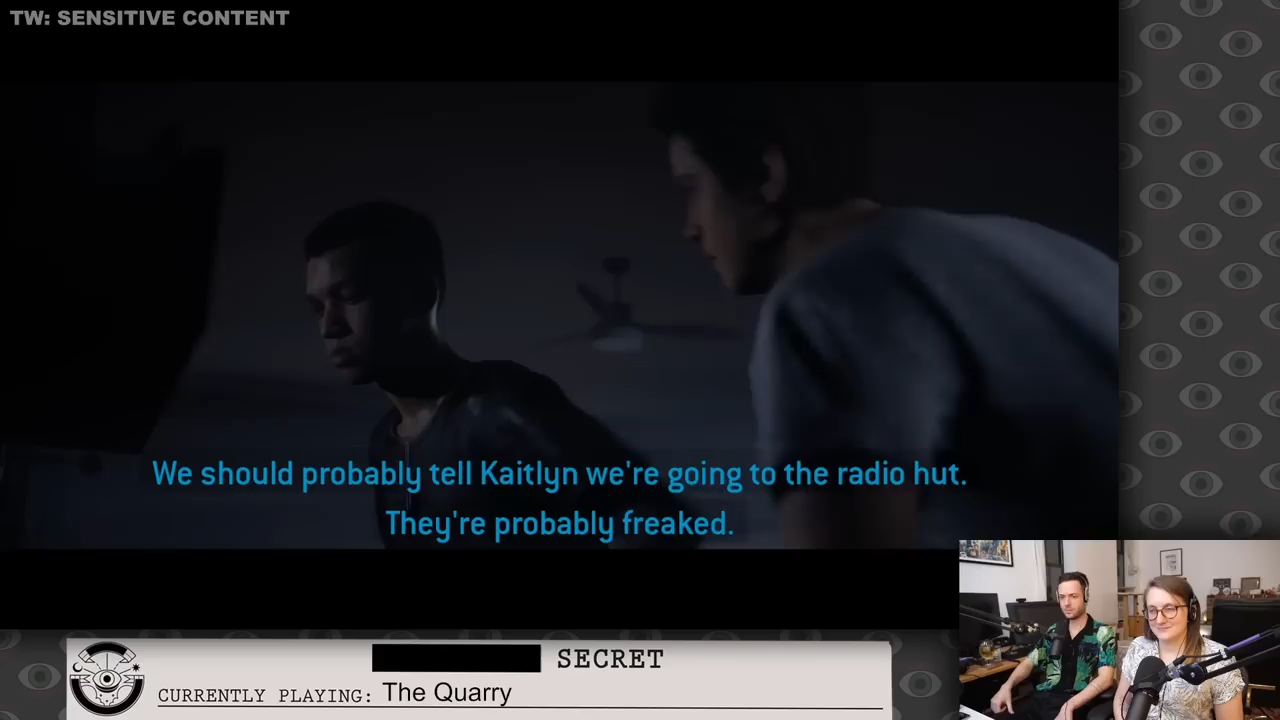 TW: SENSITIVE CONTENT
We should probably tell Kaitlyn we're going to the radio hut.
They're probably freaked.
SECRET
CURRENTLY PLAYING: The Quarry